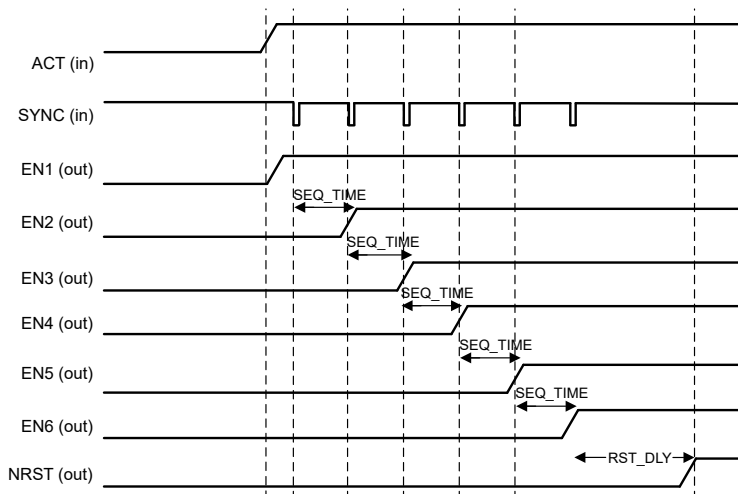 ACT (in)
SYNC (in)
EN1 (out)
SEQ_TIME
EN2 (out)
SEQ_TIME
EN3 (out)
SEQ_TIME
EN4 (out)
SEQ_TIME
EN5 (out)
SEQ_TIME
EN6 (out)
RST_DLY
NRST (out)